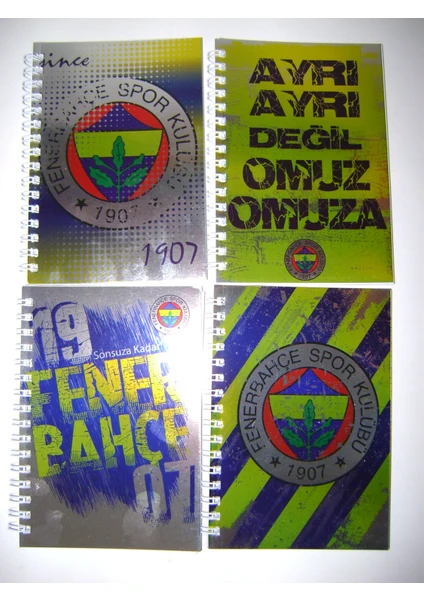 since
FENERBAHÇE SPOR KULÜBÜ
1907
1907
AYRI
AYRI
DEĞİL
OMUZ
OMUZA
19
Sonsuza Kadar
FENER
BAHÇE
07
FENERBAHÇE SPOR KULÜBÜ
★ 1907 ★